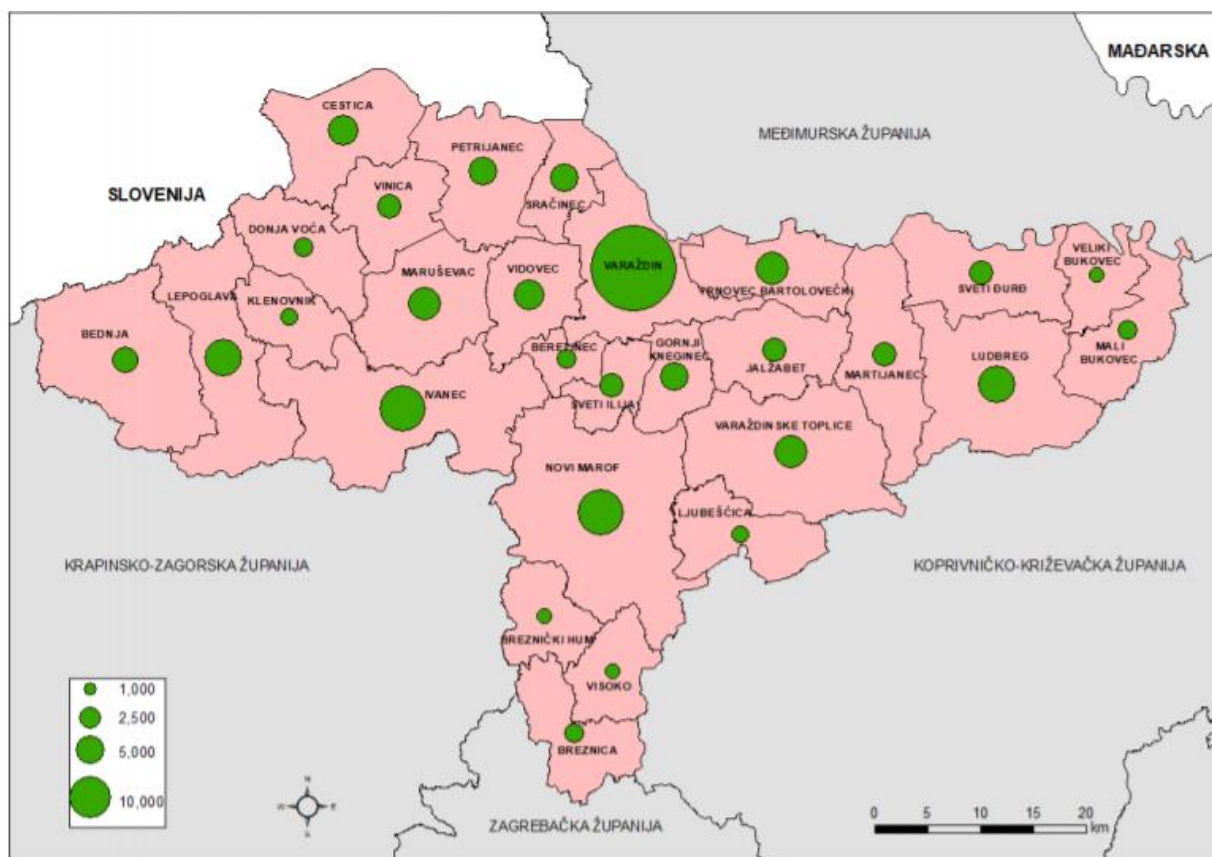 MAĐARSKA
CESTICA
MEĐIMURSKA ŽUPANIJA
PETRIJANEC
VINICA
SLOVENIJA
SRAČINEC
DONJA VOĆA
VELIKI
BUKOVEC
VARAŽDIN
VIDOVEC
MARUŠEVAC
LEPOGLAVA
KLENOVNIK
TRNOVEC BARTOLOVEČKI
SVETI ĐURĐ
BEDNJA
BEREZINEC
GORNJI
KNEGINEC
JALŽABET
MARTIJANEC
LUDBREG
MALI
BUKOVEC
IVANEC
SVETI ILIJA
VARAŽDINSKE TOPLICE
NOVI MAROF
LJUBEŠĆICA
KRAPINSKO-ZAGORSKA ŽUPANIJA
KOPRIVNIČKO-KRIŽEVAČKA ŽUPANIJA
BREZNIČKI HUM
VISOKO
BREZNICA
1,000
2,500
5,000
10,000
N
W E
S
ZAGREBAČKA ŽUPANIJA
0 5 10 15 20
km